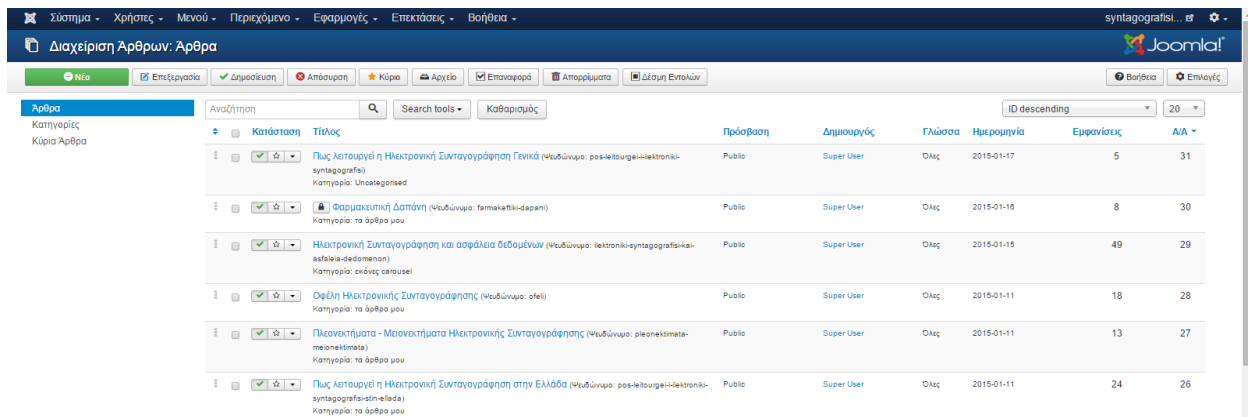 Σύστημα Χρήστες Μενού Περιεχόμενο Εφαρμογές Επεκτάσεις Βοήθεια syntagografisi...
Διαχείριση Άρθρων: Άρθρα Joomla!
Νέο Επεξεργασία Δημοσίευση Απόσυρση Κύριο Αρχείο Επαναφορά Απορρίμματα Δέσμη Εντολών Βοήθεια Επιλογές
Άρθρα
Κατηγορίες
Κύρια Άρθρα
Αναζήτηση Search tools Καθαρισμός ID descending 20
Κατάσταση Τίτλος Πρόσβαση Δημιουργός Γλώσσα Ημερομηνία Εμφανίσεις Α/Α
Πως λειτουργεί η Ηλεκτρονική Συνταγογράφηση Γενικά (Ψευδώνυμο: pos-leitourgei-i-ilektroniki- Public Super User Όλες 2015-01-17 5 31
syntagografisi)
Κατηγορία: Uncategorised
Φαρμακευτική Δαπάνη (Ψευδώνυμο: farmakeftiki-dapani) Public Super User Όλες 2015-01-16 8 30
Κατηγορία: τα άρθρα μου
Ηλεκτρονική Συνταγογράφηση και ασφάλεια δεδομένων (Ψευδώνυμο: ilektroniki-syntagografisi-kai- Public Super User Όλες 2015-01-15 49 29
asfaleia-dedomenon)
Κατηγορία: εικόνες carousel
Οφέλη Ηλεκτρονικής Συνταγογράφησης (Ψευδώνυμο: ofeli) Public Super User Όλες 2015-01-11 18 28
Κατηγορία: τα άρθρα μου
Πλεονεκτήματα - Μειονεκτήματα Ηλεκτρονικής Συνταγογράφησης (Ψευδώνυμο: pleonektimata- Public Super User Όλες 2015-01-11 13 27
meionektimata)
Κατηγορία: τα άρθρα μου
Πως λειτουργεί η Ηλεκτρονική Συνταγογράφηση στην Ελλάδα (Ψευδώνυμο: pos-leitourgei-i-ilektroniki- Public Super User Όλες 2015-01-11 24 26
syntagografisi-stin-ellada)
Κατηγορία: τα άρθρα μου